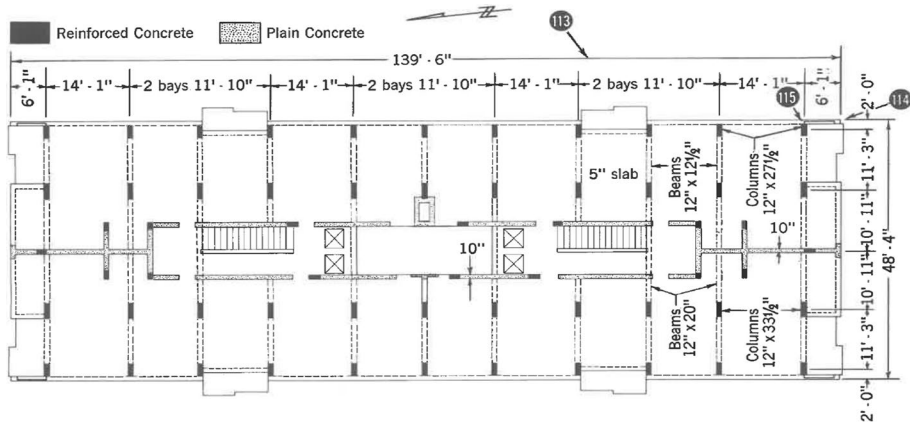 Reinforced Concrete
Plain Concrete
N
113
139' - 6"
6' - 1"
14' - 1"
2 bays 11' - 10"
14' - 1"
2 bays 11' - 10"
14' - 1"
2 bays 11' - 10"
14' - 1"
6' - 1"
2' - 0"
115
114
5" slab
Beams
12" x 12½"
Columns
12" x 27½"
11' - 3"
10' - 11"
10"
10"
10' - 11"
48' - 4"
10' - 11"
Beams
12" x 20"
Columns
12" x 33½"
11' - 3"
2' - 0"